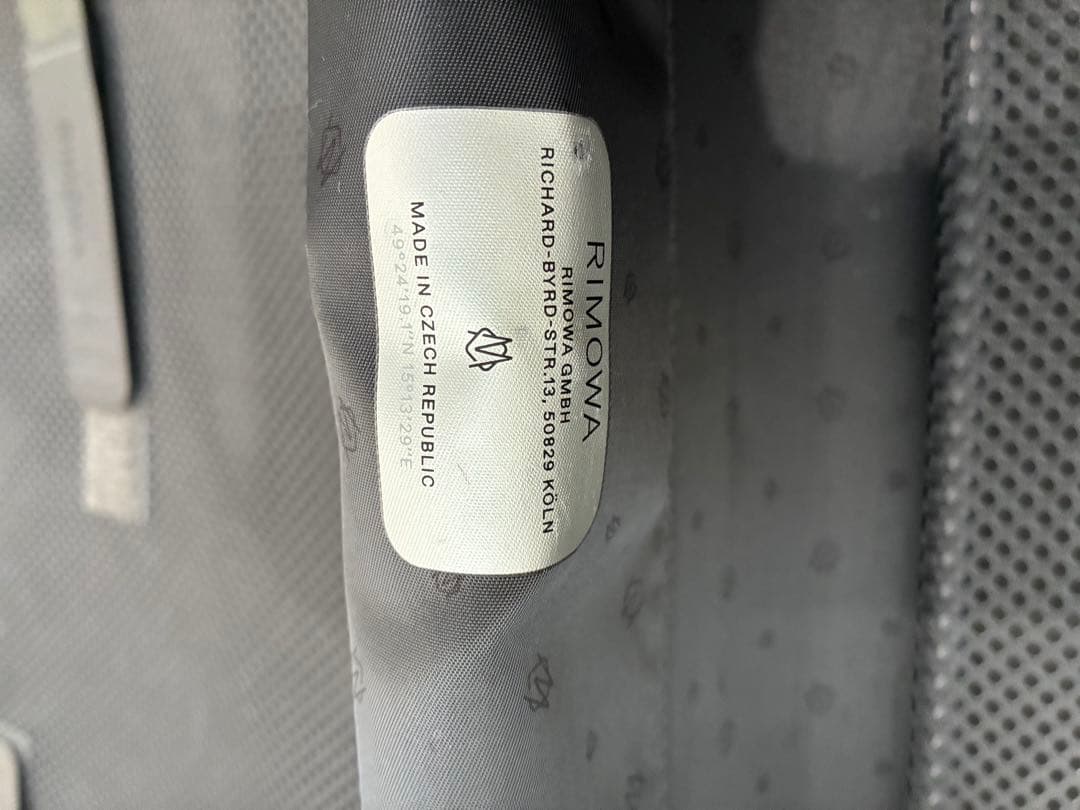 RIMOWA
RIMOWA GMBH
RICHARD-BYRD-STR.13, 50829 KÖLN
MADE IN CZECH REPUBLIC
49°24'19.1"N 15°13'29"E